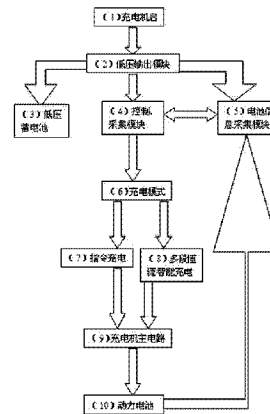 (1)充电机启
(2)低压输出模块
(3)低压
蓄电池
(4)控制、
采集模块
(5)电池信
息采集模块
(6)充电模式
(7)指令充电
(8)多段恒
流智能充电
(9)充电机主电路
(10)动力电池